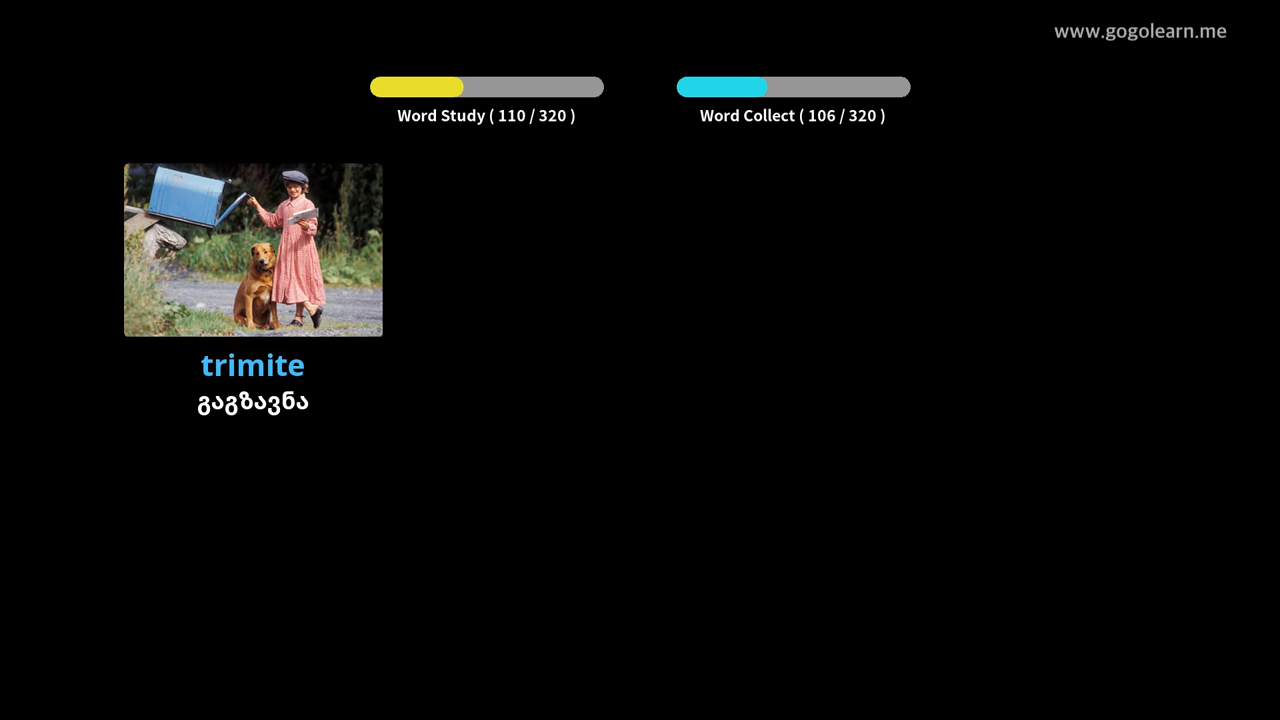 www.gogolearn.me
Word Study ( 110 / 320 )
Word Collect ( 106 / 320 )
trimite
გაგზავნა